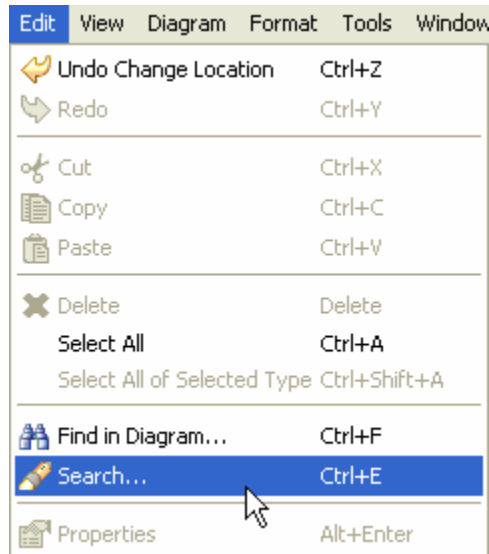 Edit View Diagram Format Tools Window
Undo Change Location Ctrl+Z
Redo Ctrl+Y
Cut Ctrl+X
Copy Ctrl+C
Paste Ctrl+V
Delete Delete
Select All Ctrl+A
Select All of Selected Type Ctrl+Shift+A
Find in Diagram... Ctrl+F
Search... Ctrl+E
Properties Alt+Enter